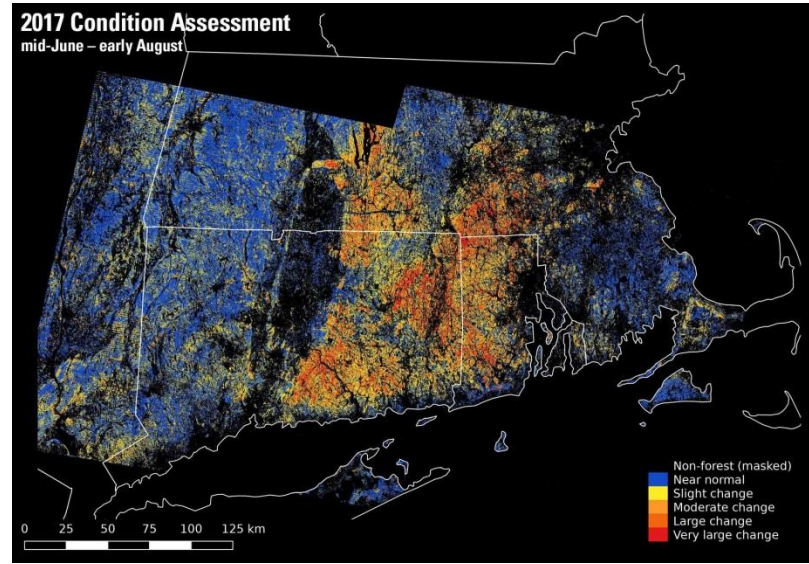 2017 Condition Assessment
mid-June – early August
Non-forest (masked)
Near normal
Slight change
Moderate change
Large change
Very large change
0 25 50 75 100 125 km